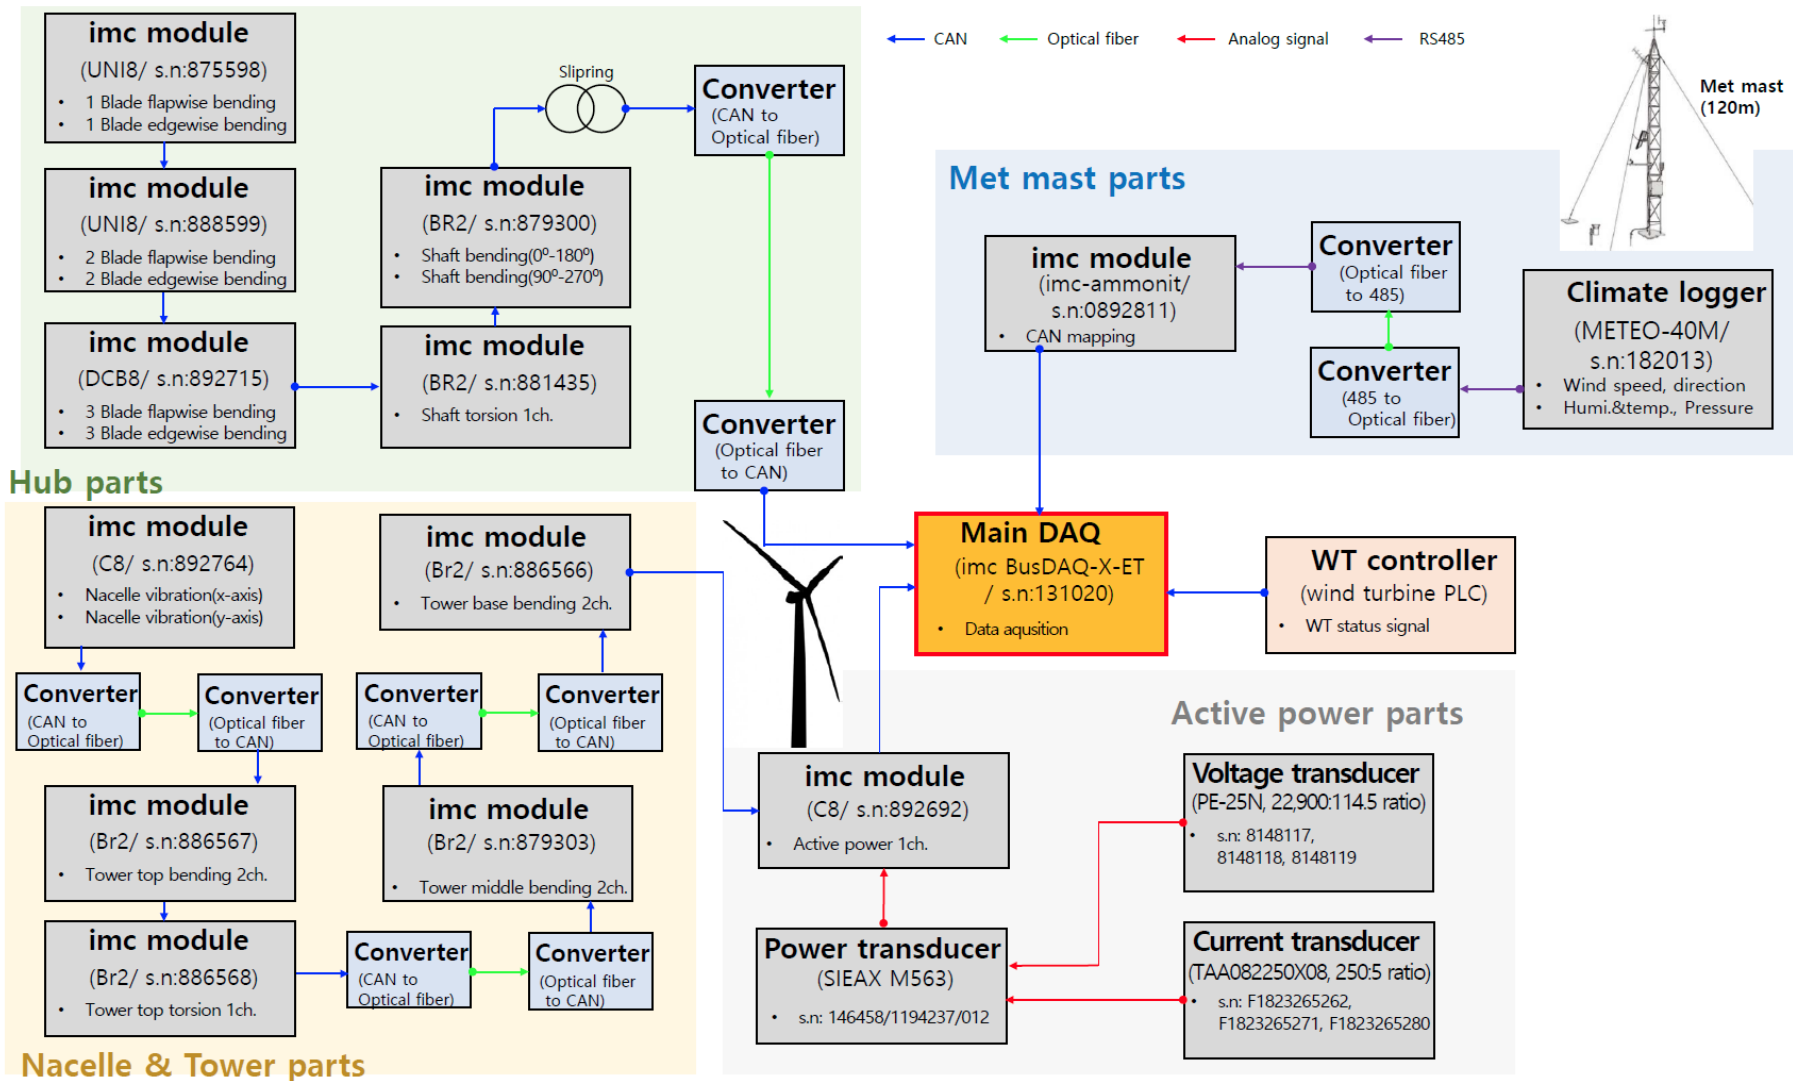 imc module
(UNI8/ s.n:875598)
• 1 Blade flapwise bending
• 1 Blade edgewise bending
imc module
(UNI8/ s.n:888599)
• 2 Blade flapwise bending
• 2 Blade edgewise bending
imc module
(DCB8/ s.n:892715)
• 3 Blade flapwise bending
• 3 Blade edgewise bending
imc module
(BR2/ s.n:879300)
• Shaft bending(0º-180º)
• Shaft bending(90º-270º)
imc module
(BR2/ s.n:881435)
• Shaft torsion 1ch.
Slipring
Converter
(CAN to
Optical fiber)
Converter
(Optical fiber
to CAN)
Hub parts
CAN
Optical fiber
Analog signal
RS485
Met mast
(120m)
Met mast parts
imc module
(imc-ammonit/
s.n:0892811)
• CAN mapping
Converter
(Optical fiber
to 485)
Converter
(485 to
Optical fiber)
Climate logger
(METEO-40M/
s.n:182013)
• Wind speed, direction
• Humi.&temp., Pressure
imc module
(C8/ s.n:892764)
• Nacelle vibration(x-axis)
• Nacelle vibration(y-axis)
Converter
(CAN to
Optical fiber)
Converter
(Optical fiber
to CAN)
imc module
(Br2/ s.n:886567)
• Tower top bending 2ch.
imc module
(Br2/ s.n:886568)
• Tower top torsion 1ch.
Converter
(CAN to
Optical fiber)
Converter
(Optical fiber
to CAN)
imc module
(Br2/ s.n:879303)
• Tower middle bending 2ch.
Converter
(CAN to
Optical fiber)
Converter
(Optical fiber
to CAN)
imc module
(Br2/ s.n:886566)
• Tower base bending 2ch.
Nacelle & Tower parts
Main DAQ
(imc BusDAQ-X-ET
/ s.n:131020)
• Data aqusition
WT controller
(wind turbine PLC)
• WT status signal
Active power parts
imc module
(C8/ s.n:892692)
• Active power 1ch.
Power transducer
(SIEAX M563)
• s.n: 146458/1194237/012
Voltage transducer
(PE-25N, 22,900:114.5 ratio)
• s.n: 8148117,
8148118, 8148119
Current transducer
(TAA082250X08, 250:5 ratio)
• s.n: F1823265262,
F1823265271, F1823265280